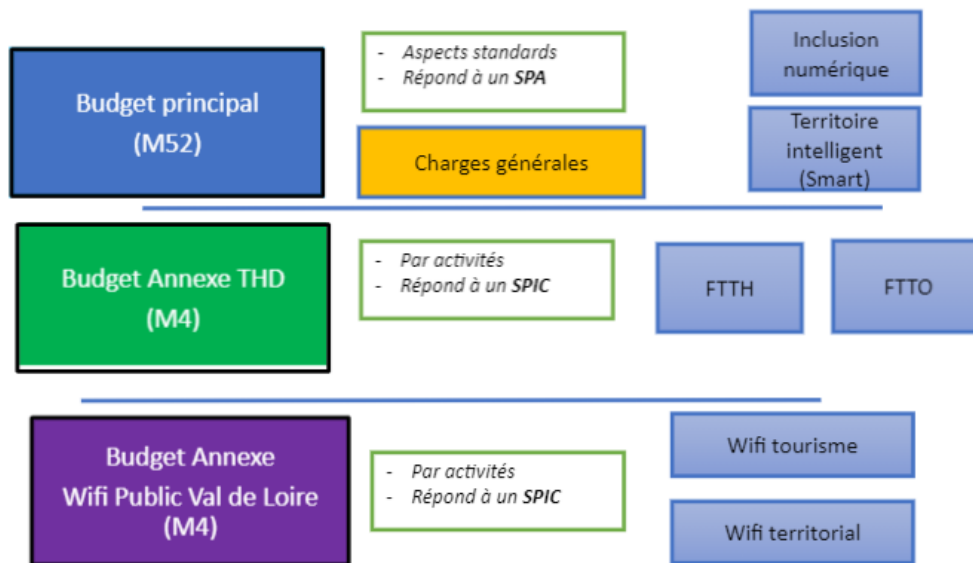 Budget principal
(M52)
- Aspects standards
- Répond à un SPA
Charges générales
Inclusion
numérique
Territoire
intelligent
(Smart)
Budget Annexe THD
(M4)
- Par activités
- Répond à un SPIC
FTTH
FTTO
Budget Annexe
Wifi Public Val de Loire
(M4)
- Par activités
- Répond à un SPIC
Wifi tourisme
Wifi territorial